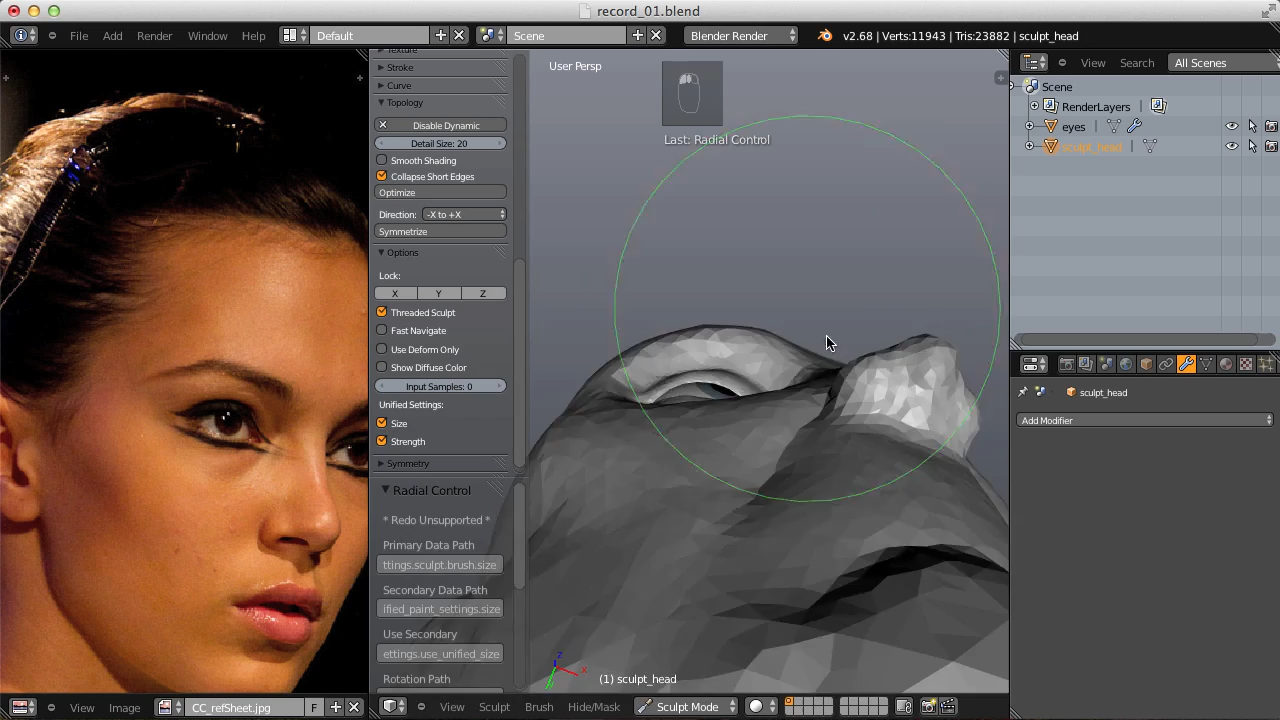 record_01.blend
File Add Render Window Help Default Scene Blender Render v2.68 | Verts:11943 | Tris:23882 | sculpt_head
Texture
Stroke
Curve
Topology
Disable Dynamic
Detail Size: 20
Smooth Shading
Collapse Short Edges
Optimize
Direction: -X to +X
Symmetrize
Options
Lock:
X Y Z
Threaded Sculpt
Fast Navigate
Use Deform Only
Show Diffuse Color
Input Samples: 0
Unified Settings:
Size
Strength
Symmetry
Radial Control
* Redo Unsupported *
Primary Data Path
ttings.sculpt.brush.size
Secondary Data Path
ified_paint_settings.size
Use Secondary
ettings.use_unified_size
Rotation Path
User Persp
Last: Radial Control
z
x
(1) sculpt_head
View Search All Scenes
Scene
RenderLayers
eyes
sculpt_head
sculpt_head
Add Modifier
View Image CC_refSheet.jpg F
View Sculpt Brush Hide/Mask Sculpt Mode